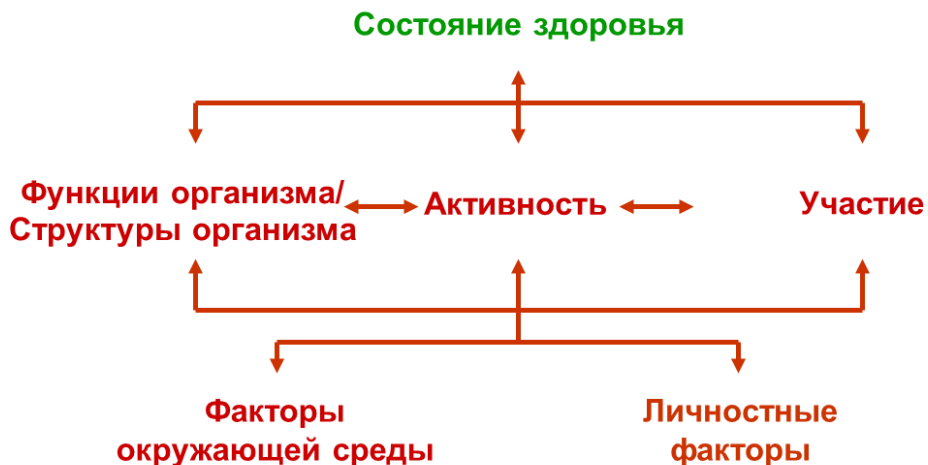 Состояние здоровья
Функции организма/
Структуры организма
Активность
Участие
Факторы
окружающей среды
Личностные
факторы